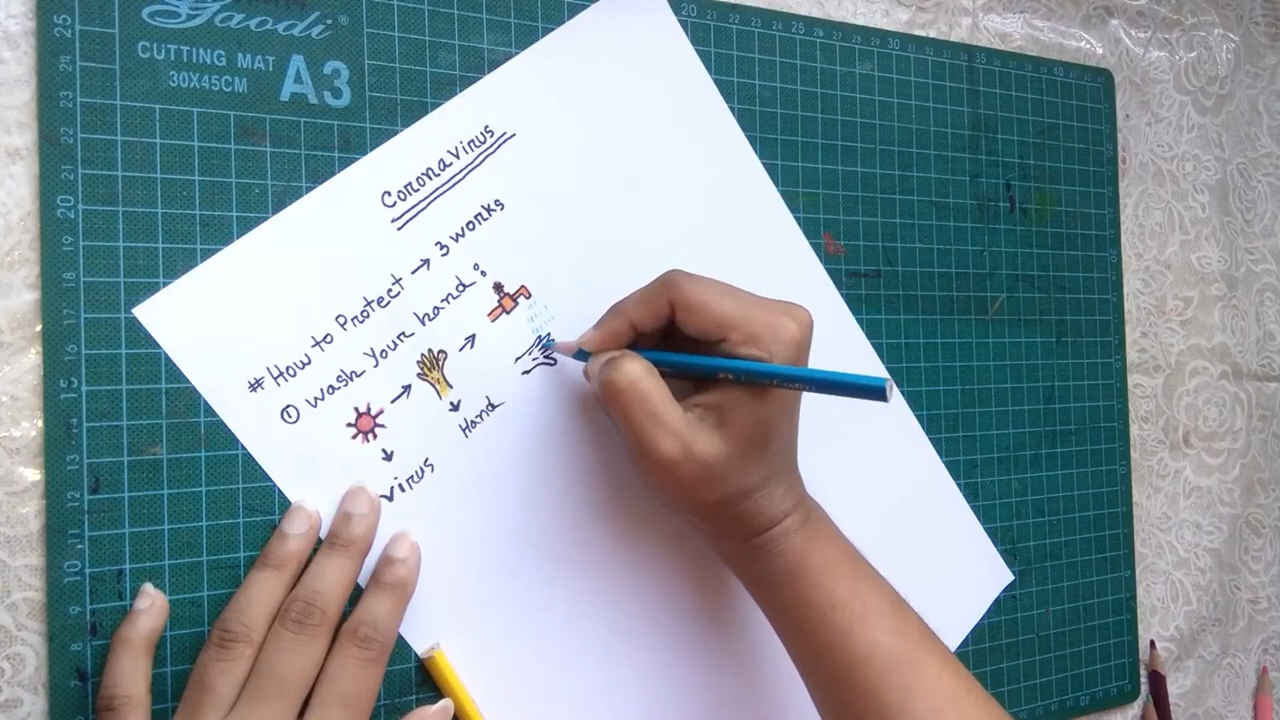 Gaodi®
CUTTING MAT
30X45CM
A3
Coronavirus
# How to Protect → 3 works
① wash your hand :
virus
Hand